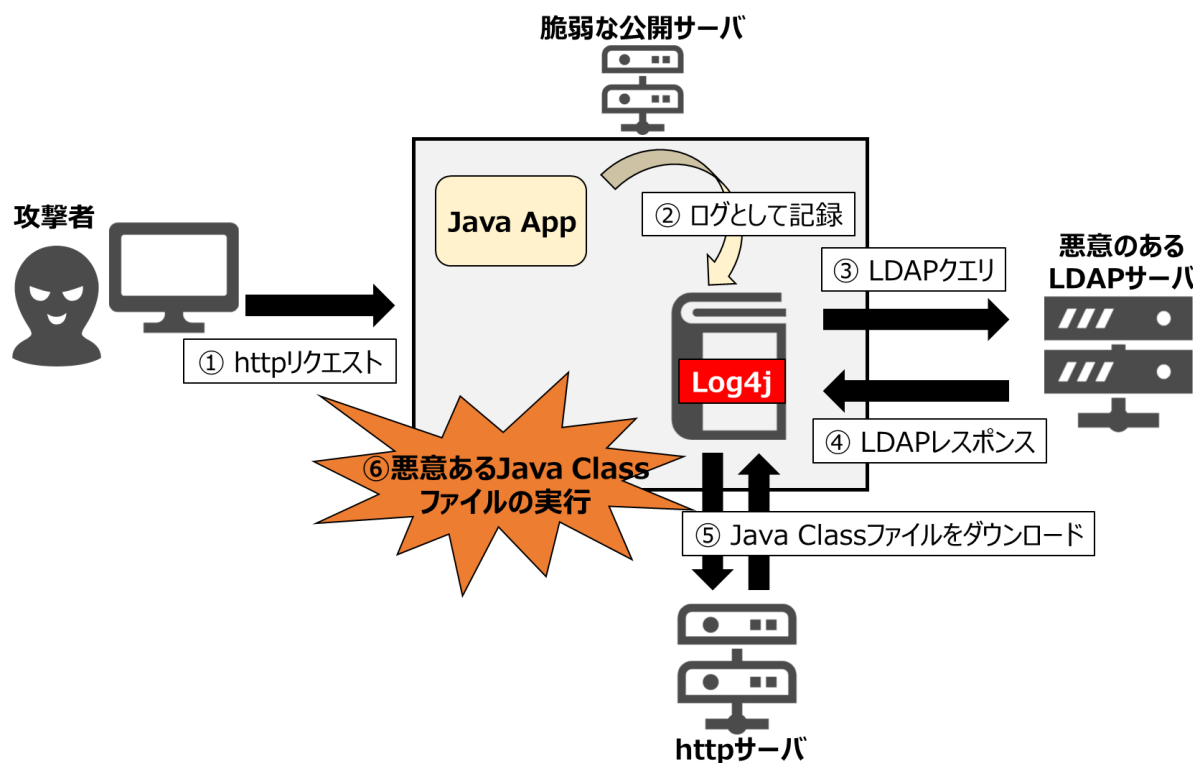 脆弱な公開サーバ
攻撃者
Java App
② ログとして記録
③ LDAPクエリ
悪意のある
LDAPサーバ
① httpリクエスト
Log4j
④ LDAPレスポンス
⑥悪意あるJava Class
ファイルの実行
⑤ Java Classファイルをダウンロード
httpサーバ